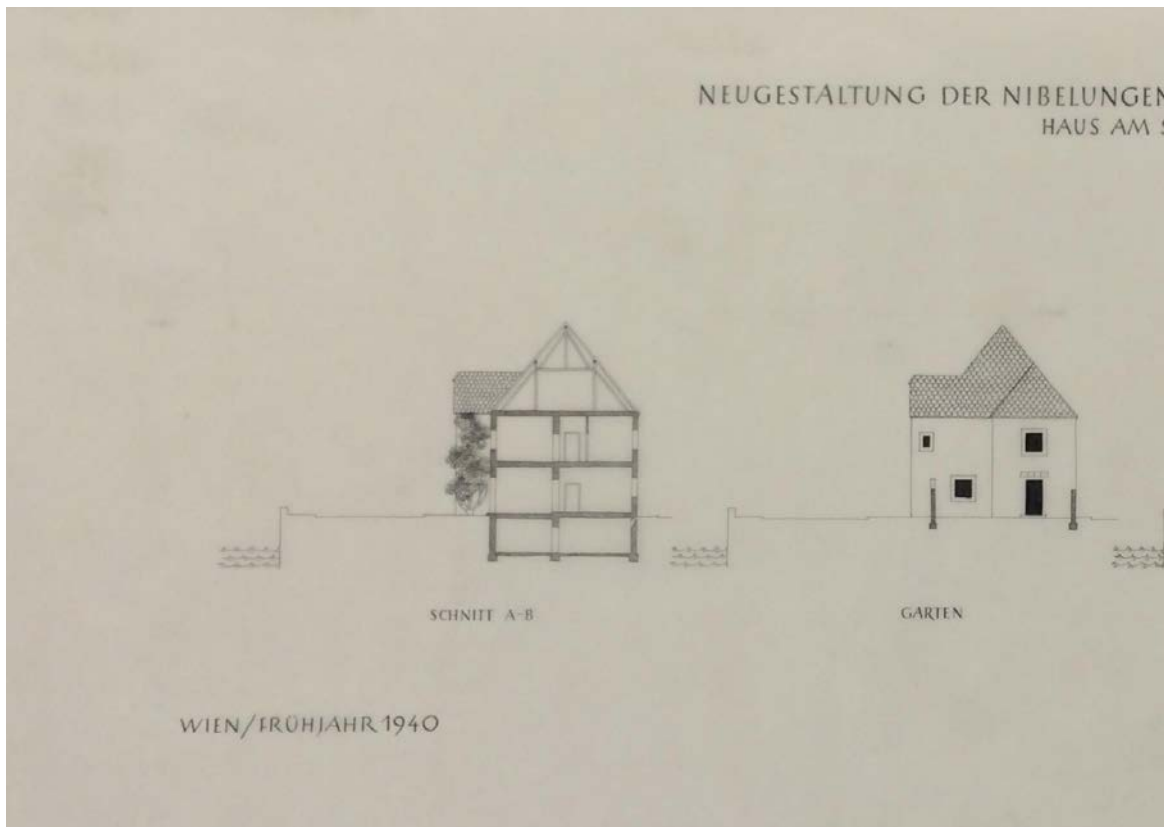 NEUGESTALTUNG DER NIBELUNGEN
HAUS AM
SCHNITT A-B
GARTEN
WIEN/FRÜHJAHR 1940